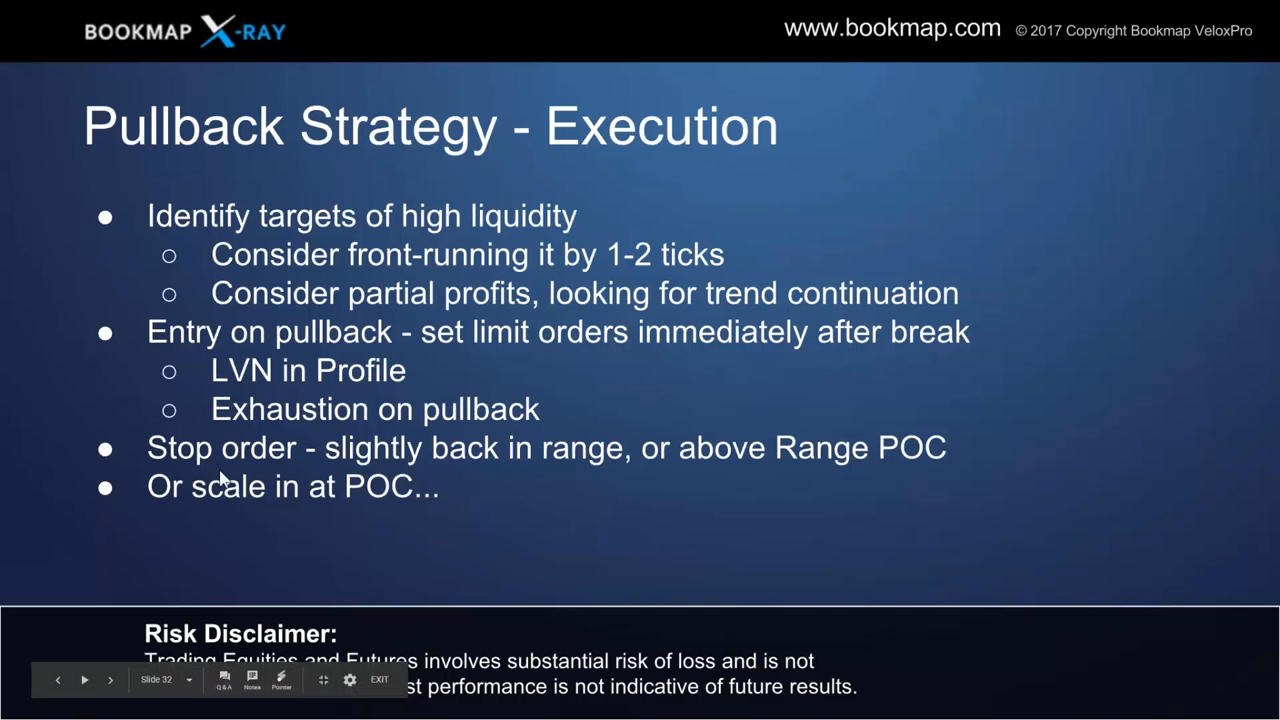 BOOKMAP X-RAY
www.bookmap.com © 2017 Copyright Bookmap VeloxPro
Pullback Strategy - Execution
● Identify targets of high liquidity
○ Consider front-running it by 1-2 ticks
○ Consider partial profits, looking for trend continuation
● Entry on pullback - set limit orders immediately after break
○ LVN in Profile
○ Exhaustion on pullback
● Stop order - slightly back in range, or above Range POC
● Or scale in at POC...
Risk Disclaimer:
Trading Equities and Futures involves substantial risk of loss and is not
st performance is not indicative of future results.
Slide 32
Q&A Notes Pointer
EXIT